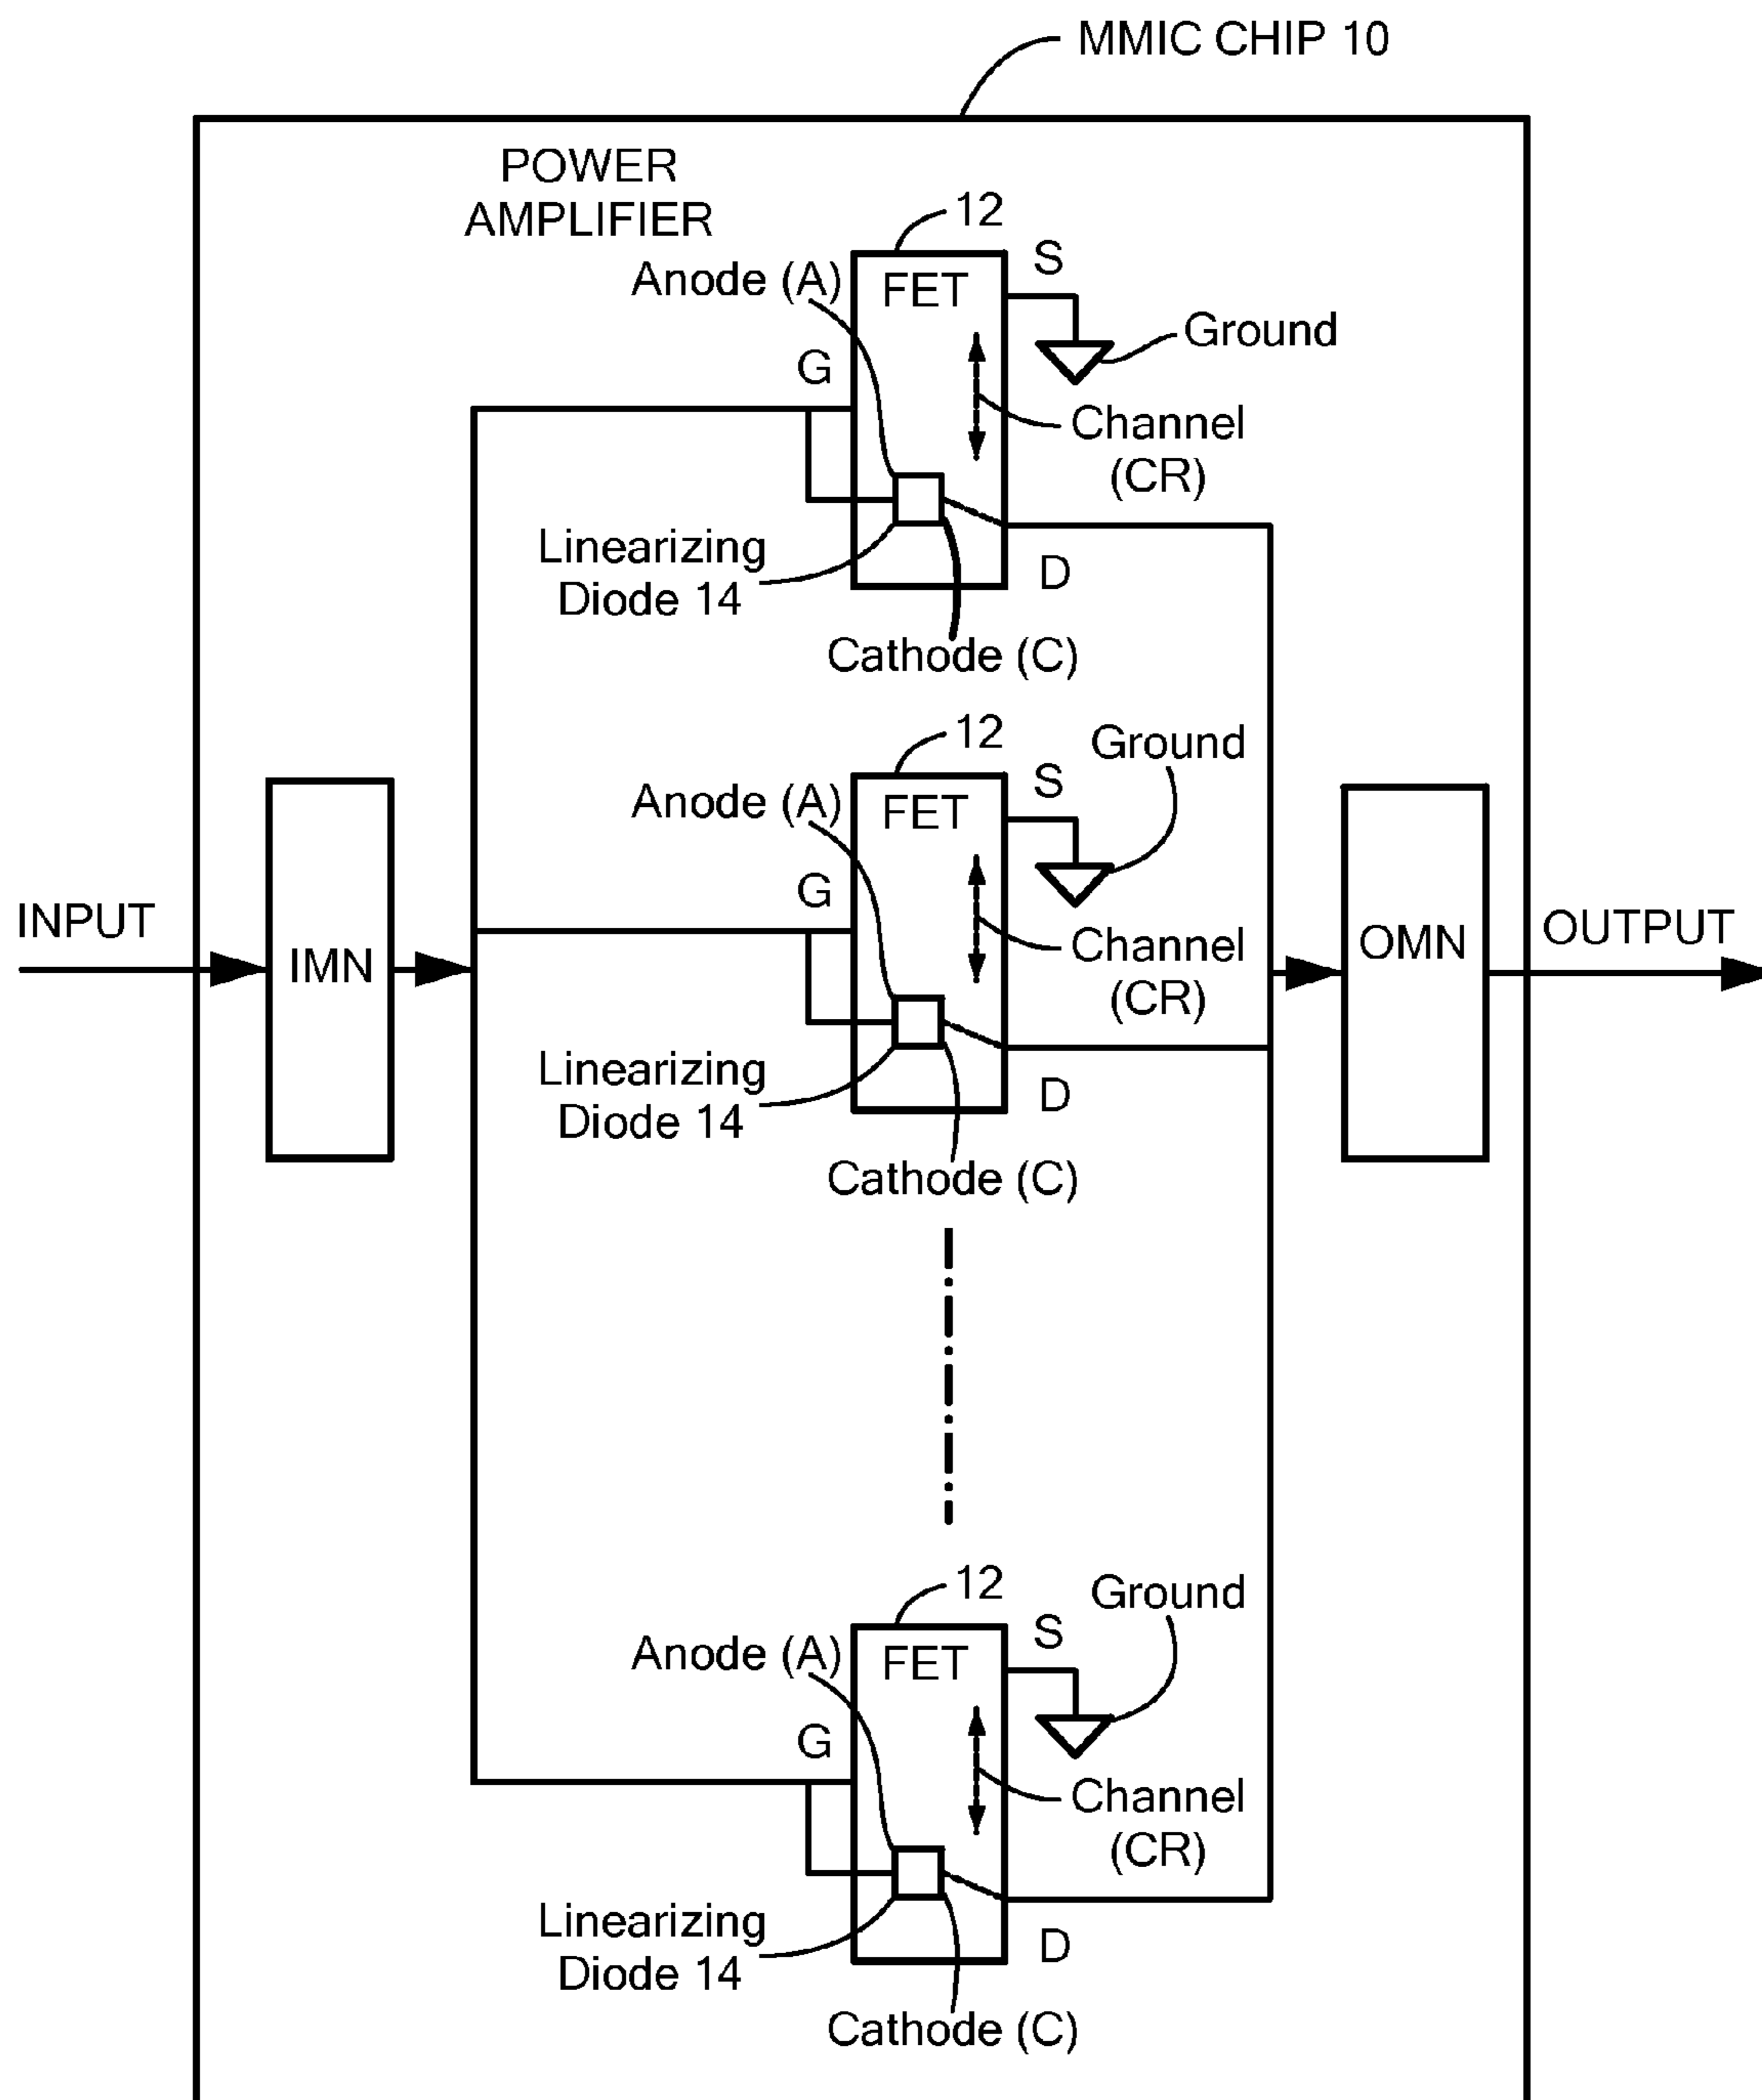 MMIC CHIP 10
POWER
AMPLIFIER
12
Anode (A)
FET
S
Ground
G
Channel
(CR)
Linearizing
Diode 14
D
Cathode (C)
12
Ground
Anode (A)
FET
S
G
INPUT
IMN
Channel
(CR)
OMN
OUTPUT
Linearizing
Diode 14
D
Cathode (C)
12
Ground
Anode (A)
FET
S
G
Channel
(CR)
Linearizing
Diode 14
D
Cathode (C)